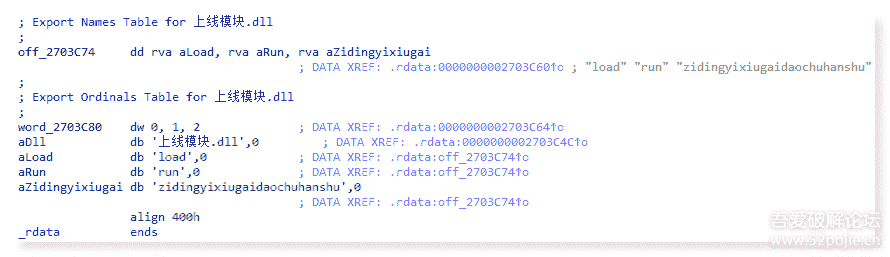 ; Export Names Table for 上线模块.dll
;
off_2703C74 dd rva aLoad, rva aRun, rva aZidingyixiugai
; DATA XREF: .rdata:0000000002703C60↑o ; "load" "run" "zidingyixiugaidaochuhanshu"
;
; Export Ordinals Table for 上线模块.dll
;
word_2703C80 dw 0, 1, 2 ; DATA XREF: .rdata:0000000002703C64↑o
aDll db '上线模块.dll',0 ; DATA XREF: .rdata:0000000002703C4C↑o
aLoad db 'load',0 ; DATA XREF: .rdata:off_2703C74↑o
aRun db 'run',0 ; DATA XREF: .rdata:off_2703C74↑o
aZidingyixiugai db 'zidingyixiugaidaochuhanshu',0
; DATA XREF: .rdata:off_2703C74↑o
align 400h
_rdata ends
吾爱破解论坛
www.52pojie.cn